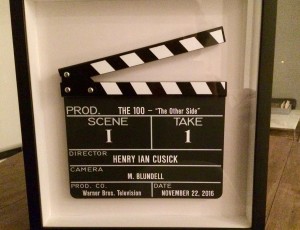 PROD. THE 100 - "The Other Side"
SCENE TAKE
I 1
DIRECTOR
HENRY IAN CUSICK
CAMERA
M. BLUNDELL
PROD. CO. DATE
Warner Bros. Television NOVEMBER 22, 2016